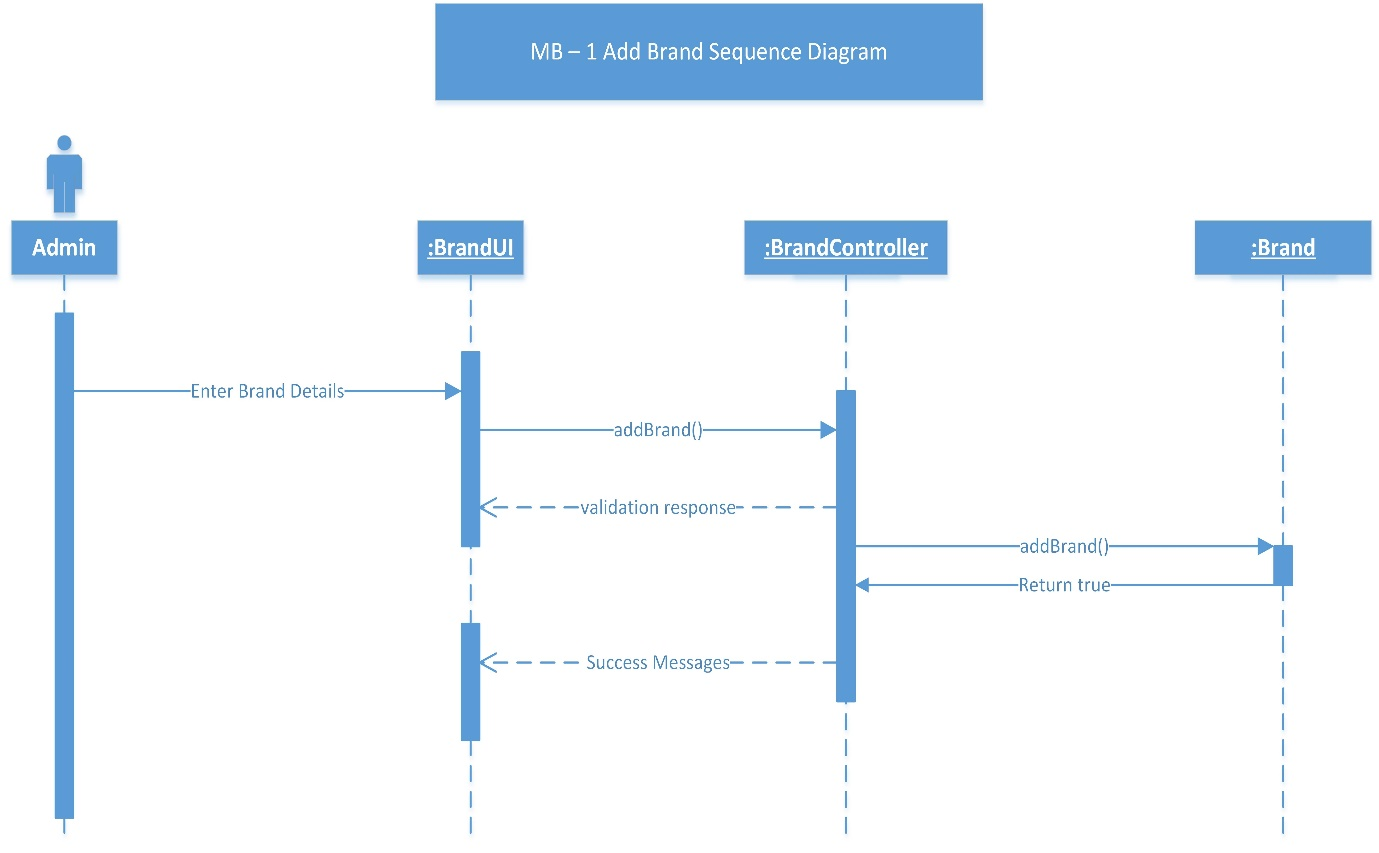 MB – 1 Add Brand Sequence Diagram
Admin
:BrandUI
:BrandController
:Brand
Enter Brand Details
addBrand()
validation response
addBrand()
Return true
Success Messages